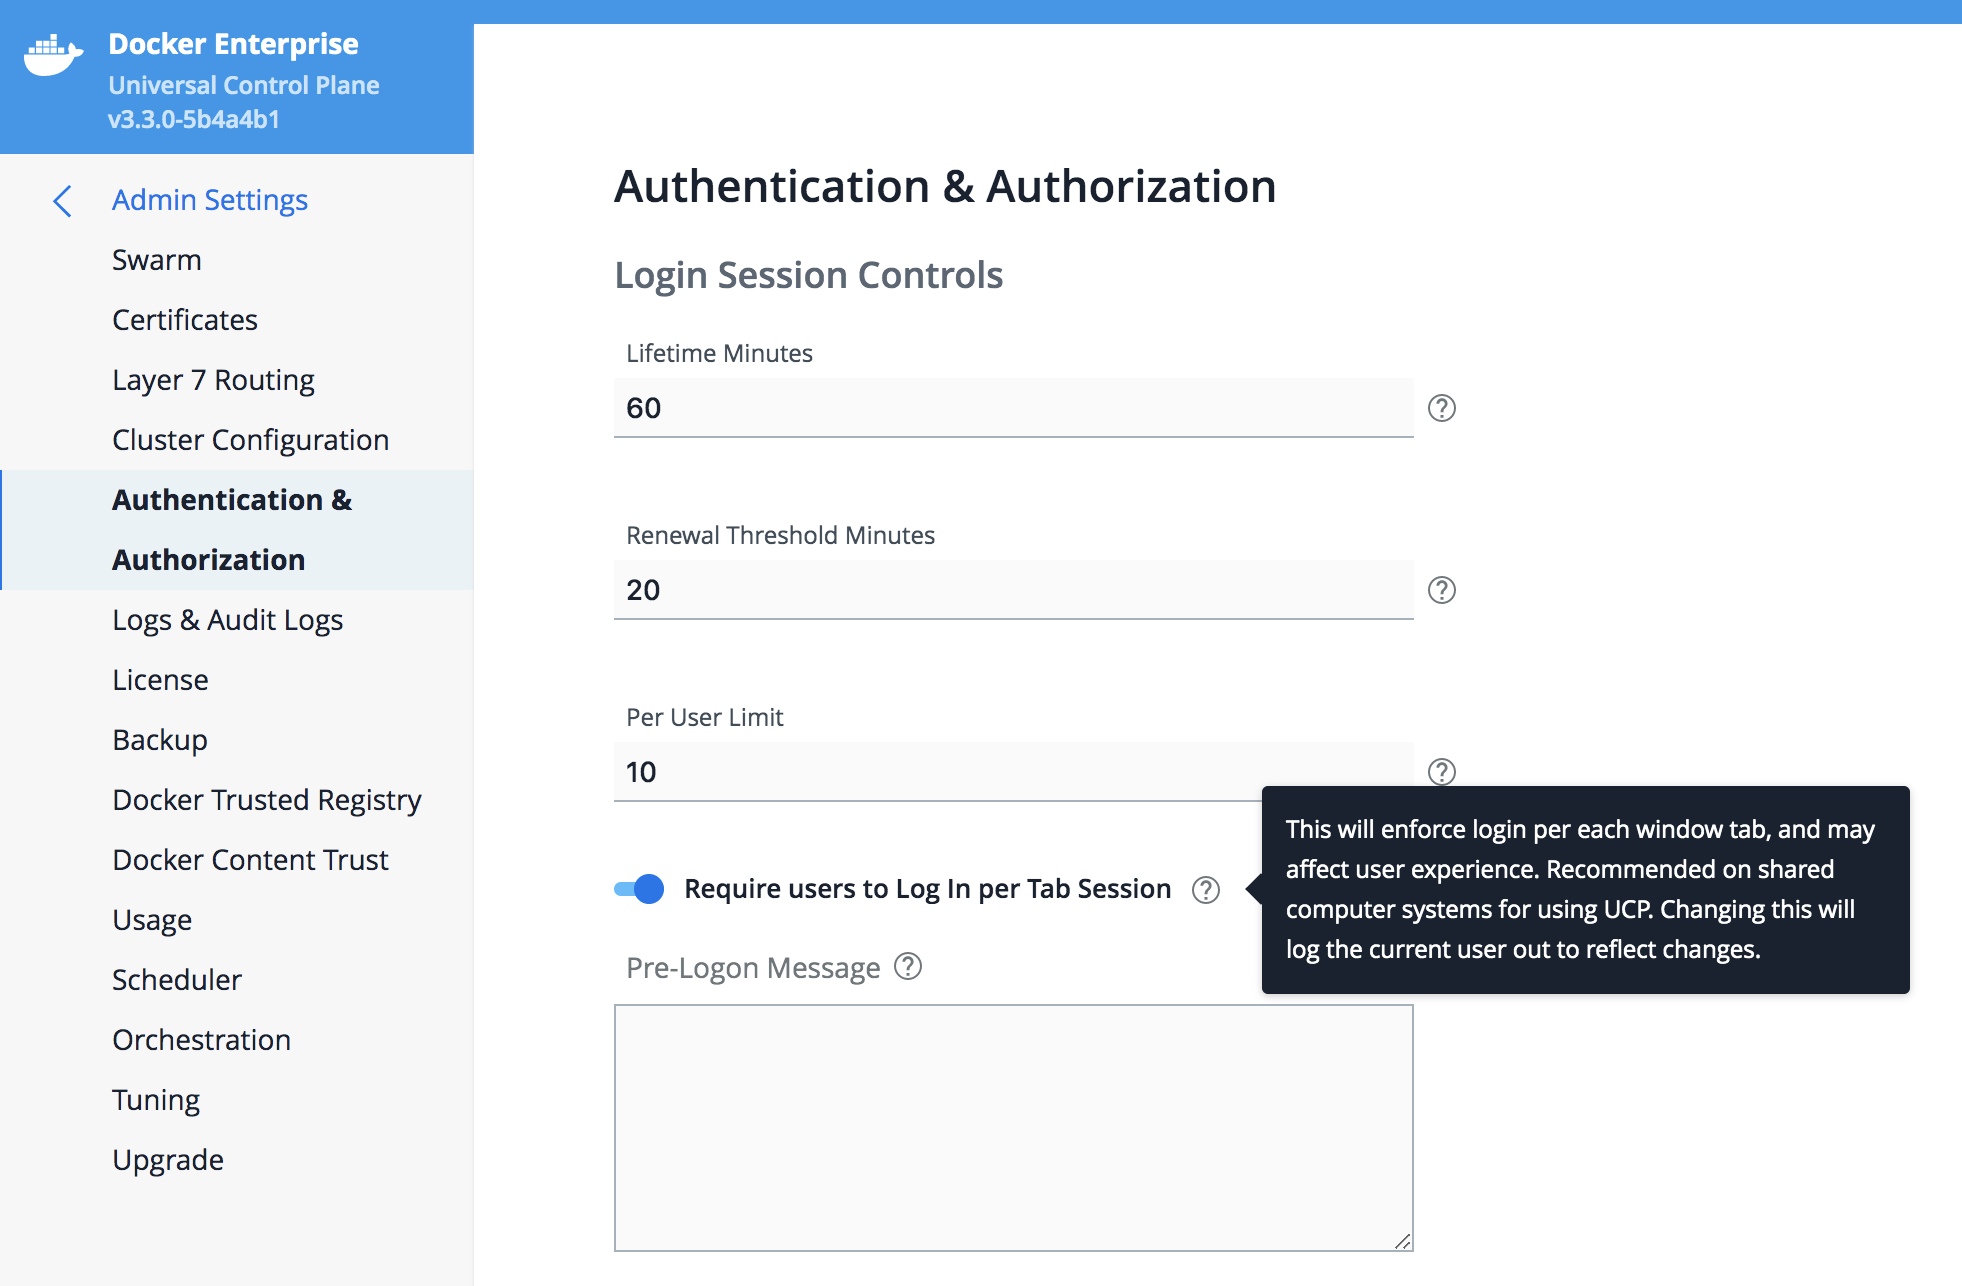 Docker Enterprise
Universal Control Plane
v3.3.0-5b4a4b1
Admin Settings
Swarm
Certificates
Layer 7 Routing
Cluster Configuration
Authentication &
Authorization
Logs & Audit Logs
License
Backup
Docker Trusted Registry
Docker Content Trust
Usage
Scheduler
Orchestration
Tuning
Upgrade
Authentication & Authorization
Login Session Controls
Lifetime Minutes
60
?
Renewal Threshold Minutes
20
?
Per User Limit
10
?
Require users to Log In per Tab Session ?
This will enforce login per each window tab, and may
affect user experience. Recommended on shared
computer systems for using UCP. Changing this will
log the current user out to reflect changes.
Pre-Logon Message ?